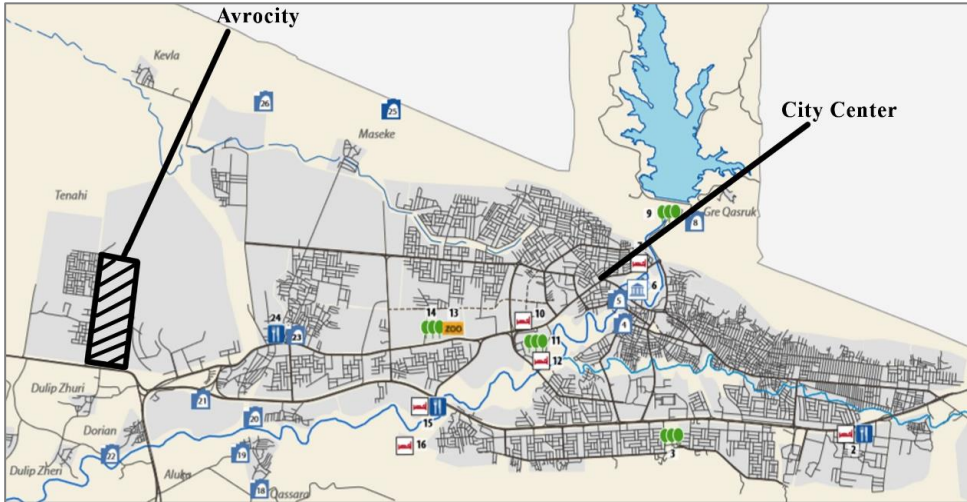 Avrocity
Kevla
26
25
City Center
Maseke
Tenahi
9
Gre Qasruk
8
6
5
10
14
13
ZOO
4
24
23
11
12
Dulip Zhuri
21
20
15
Dorian
16
3
2
22
19
Dulip Zheri
Aluka
18
Qassara